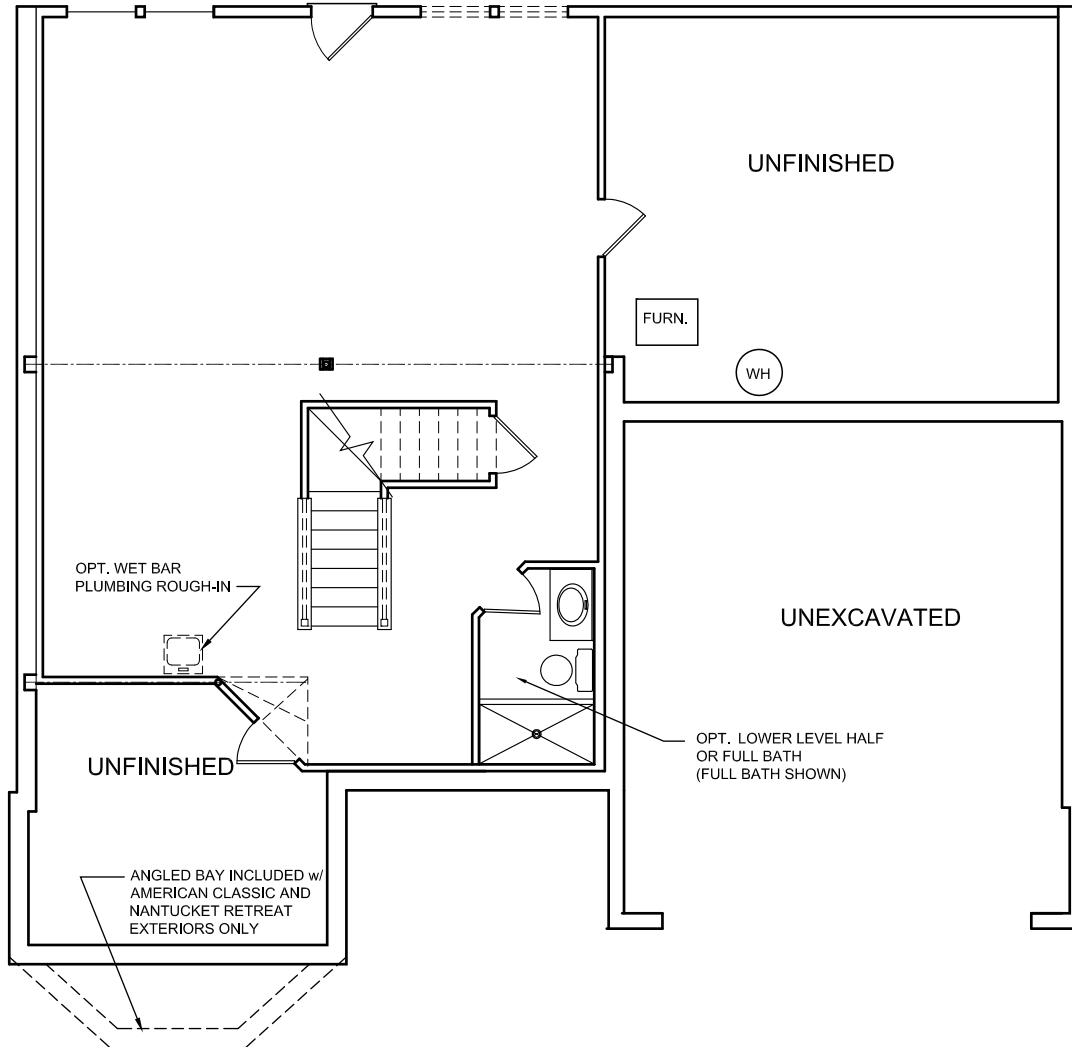 UNFINISHED
FURN.
WH
OPT. WET BAR
PLUMBING ROUGH-IN
UNEXCAVATED
OPT. LOWER LEVEL HALF
OR FULL BATH
(FULL BATH SHOWN)
UNFINISHED
ANGLED BAY INCLUDED w/
AMERICAN CLASSIC AND
NANTUCKET RETREAT
EXTERIORS ONLY